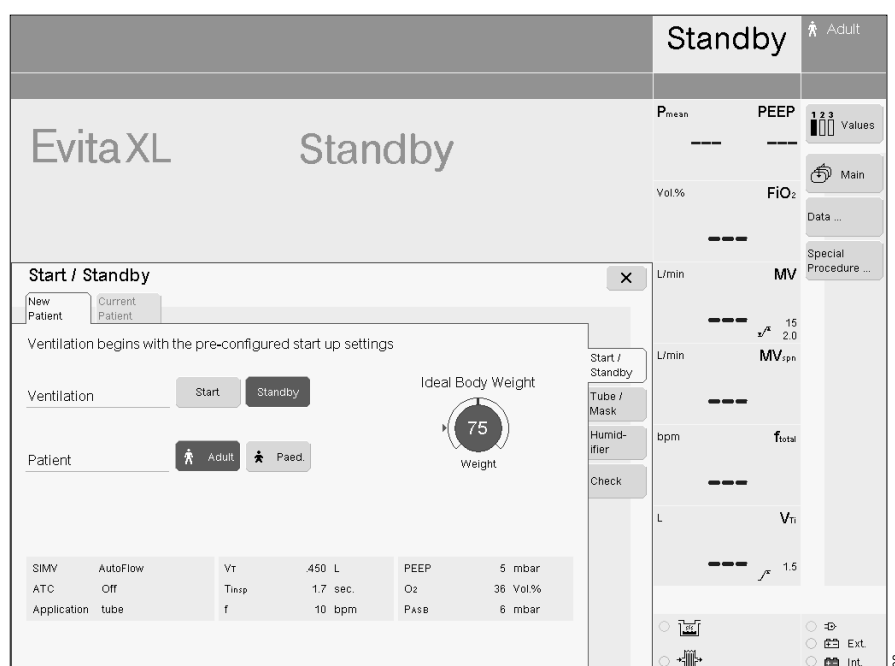 Standby
Adult
Evita XL Standby
Pmean PEEP
--- ---
Vol.% FiO2
---
L/min MV
---
15
2.0
L/min MVspn
---
bpm ftotal
---
L VTi
---
1.5
1 2 3 Values
Main
Data ...
Special
Procedure ...
Start / Standby
New
Patient
Current
Patient
Ventilation begins with the pre-configured start up settings
Ventilation Start Standby
Patient Adult Paed.
Ideal Body Weight
75
Weight
Start /
Standby
Tube /
Mask
Humid-
ifier
Check
SIMV AutoFlow VT .450 L PEEP 5 mbar
ATC Off Tinsp 1.7 sec. O2 36 Vol.%
Application tube f 10 bpm PASB 6 mbar
Ext.
Int.